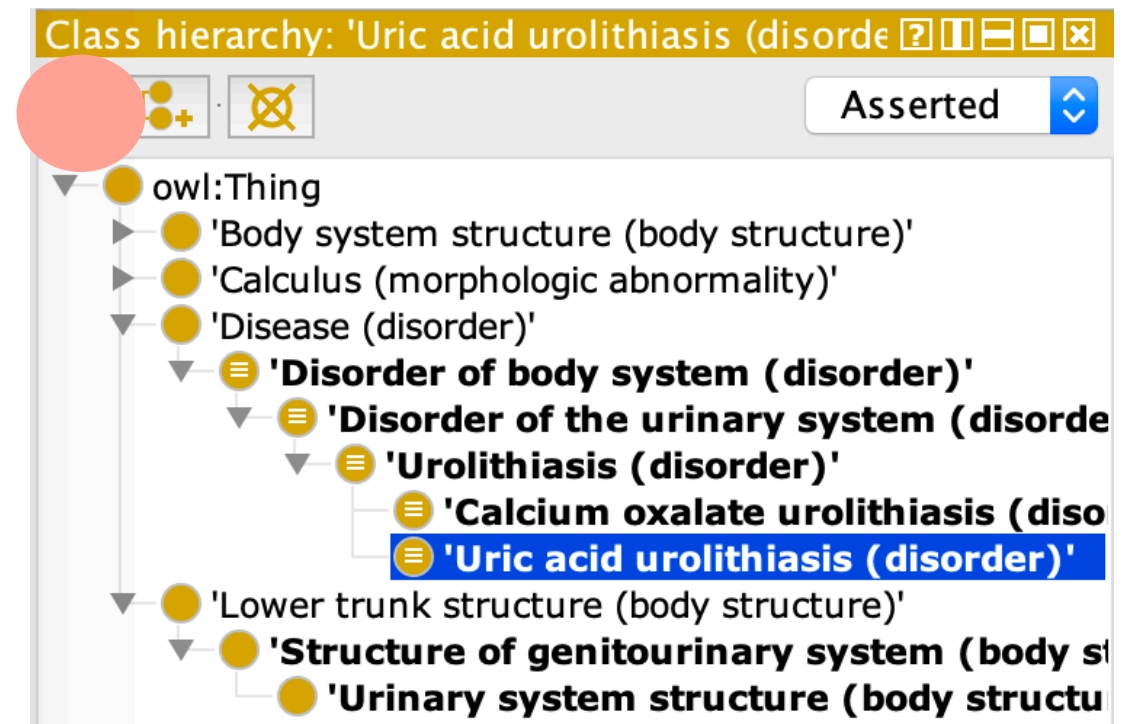 Class hierarchy: 'Uric acid urolithiasis (disorde
Asserted
owl:Thing
'Body system structure (body structure)'
'Calculus (morphologic abnormality)'
'Disease (disorder)'
'Disorder of body system (disorder)'
'Disorder of the urinary system (disorde
'Urolithiasis (disorder)'
'Calcium oxalate urolithiasis (diso
'Uric acid urolithiasis (disorder)'
'Lower trunk structure (body structure)'
'Structure of genitourinary system (body st
'Urinary system structure (body structu